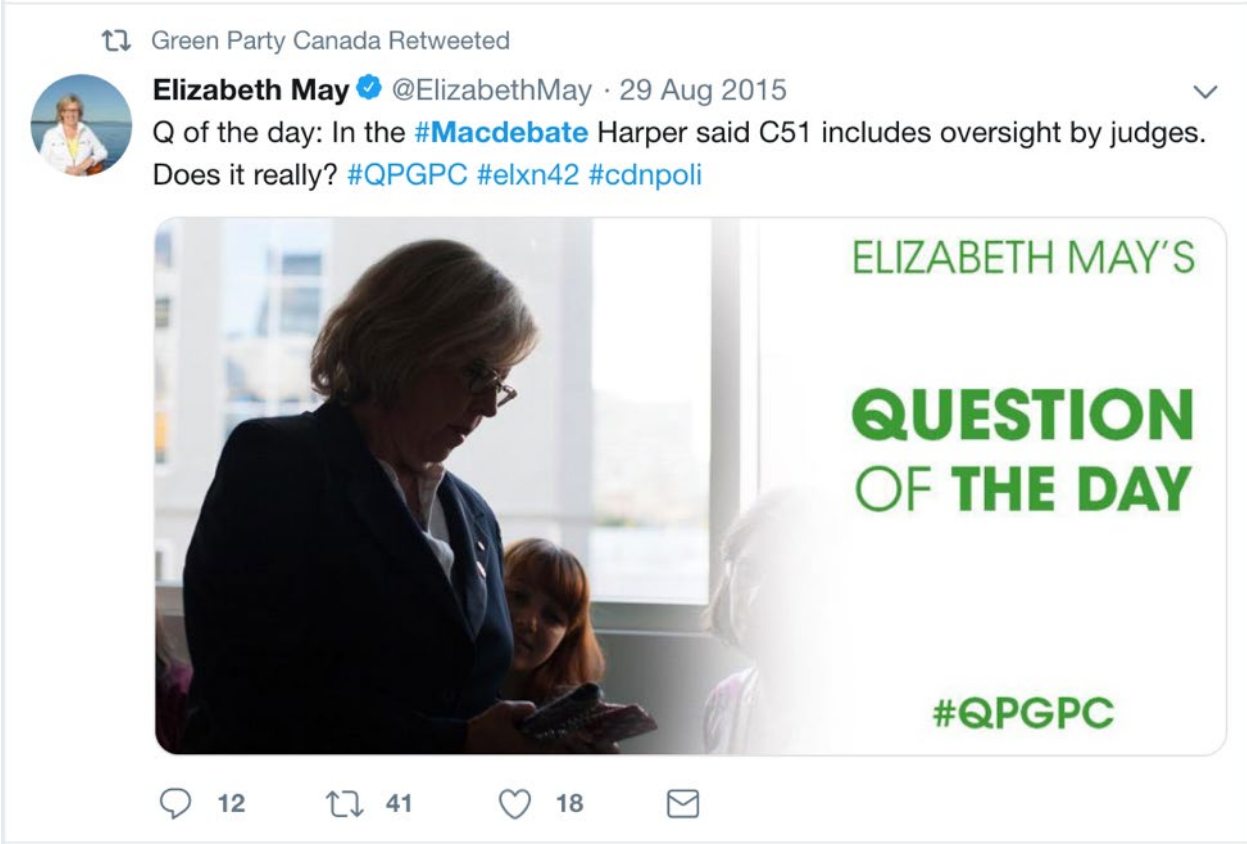 Green Party Canada Retweeted
Elizabeth May @ElizabethMay · 29 Aug 2015
Q of the day: In the #Macdebate Harper said C51 includes oversight by judges.
Does it really? #QPGPC #elxn42 #cdnpoli
ELIZABETH MAY'S
QUESTION
OF THE DAY
#QPGPC
12 41 18